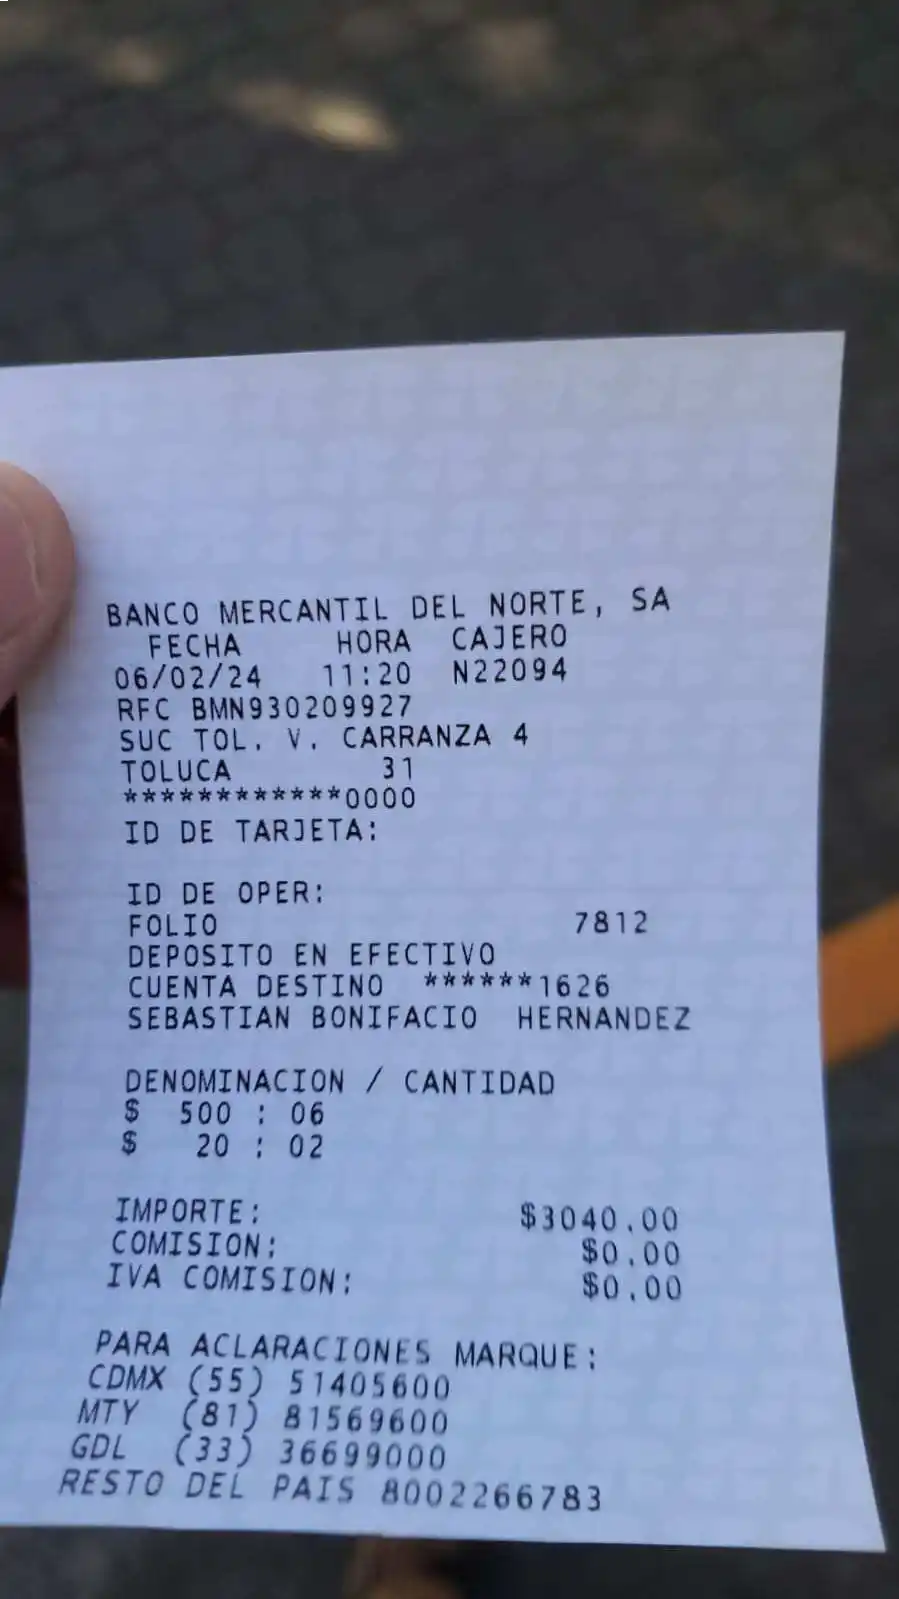 BANCO MERCANTIL DEL NORTE, SA
FECHA HORA CAJERO
06/02/24 11:20 N22094
RFC BMN930209927
SUC TOL. V. CARRANZA 4
TOLUCA 31
************0000
ID DE TARJETA:
ID DE OPER:
FOLIO 7812
DEPOSITO EN EFECTIVO
CUENTA DESTINO ******1626
SEBASTIAN BONIFACIO HERNANDEZ
DENOMINACION / CANTIDAD
$ 500 : 06
$ 20 : 02
IMPORTE: $3040.00
COMISION: $0.00
IVA COMISION: $0.00
PARA ACLARACIONES MARQUE:
CDMX (55) 51405600
MTY (81) 81569600
GDL (33) 36699000
RESTO DEL PAIS 8002266783